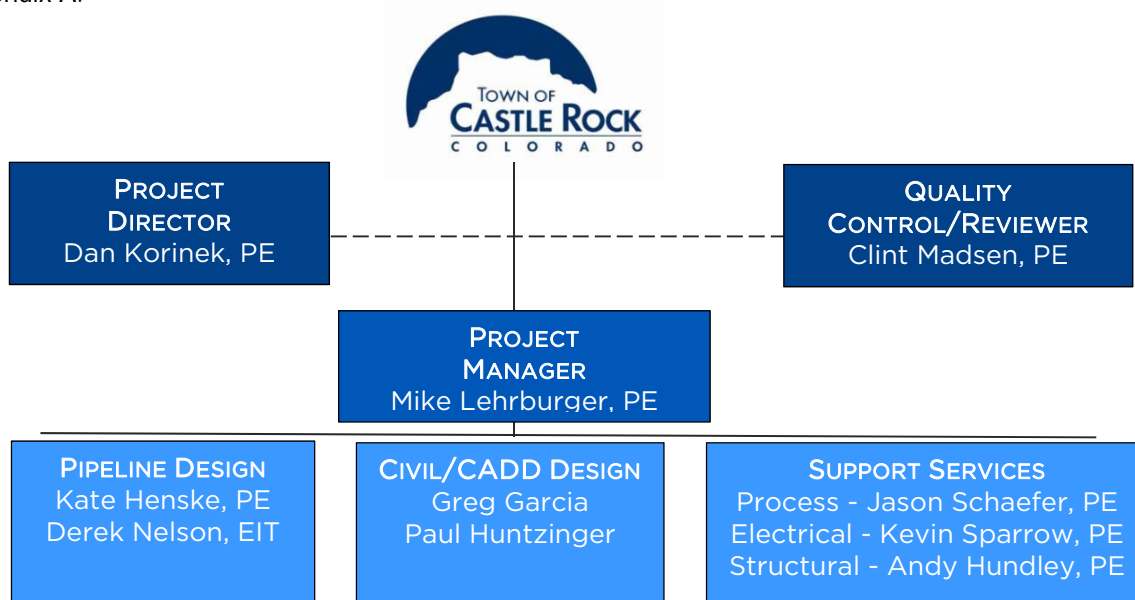 TOWN OF
CASTLE ROCK
COLORADO
PROJECT
DIRECTOR
Dan Korinek, PE
QUALITY
CONTROL/REVIEWER
Clint Madsen, PE
PROJECT
MANAGER
Mike Lehrburger, PE
PIPELINE DESIGN
Kate Henske, PE
Derek Nelson, EIT
CIVIL/CADD DESIGN
Greg Garcia
Paul Huntzinger
SUPPORT SERVICES
Process - Jason Schaefer, PE
Electrical - Kevin Sparrow, PE
Structural - Andy Hundley, PE